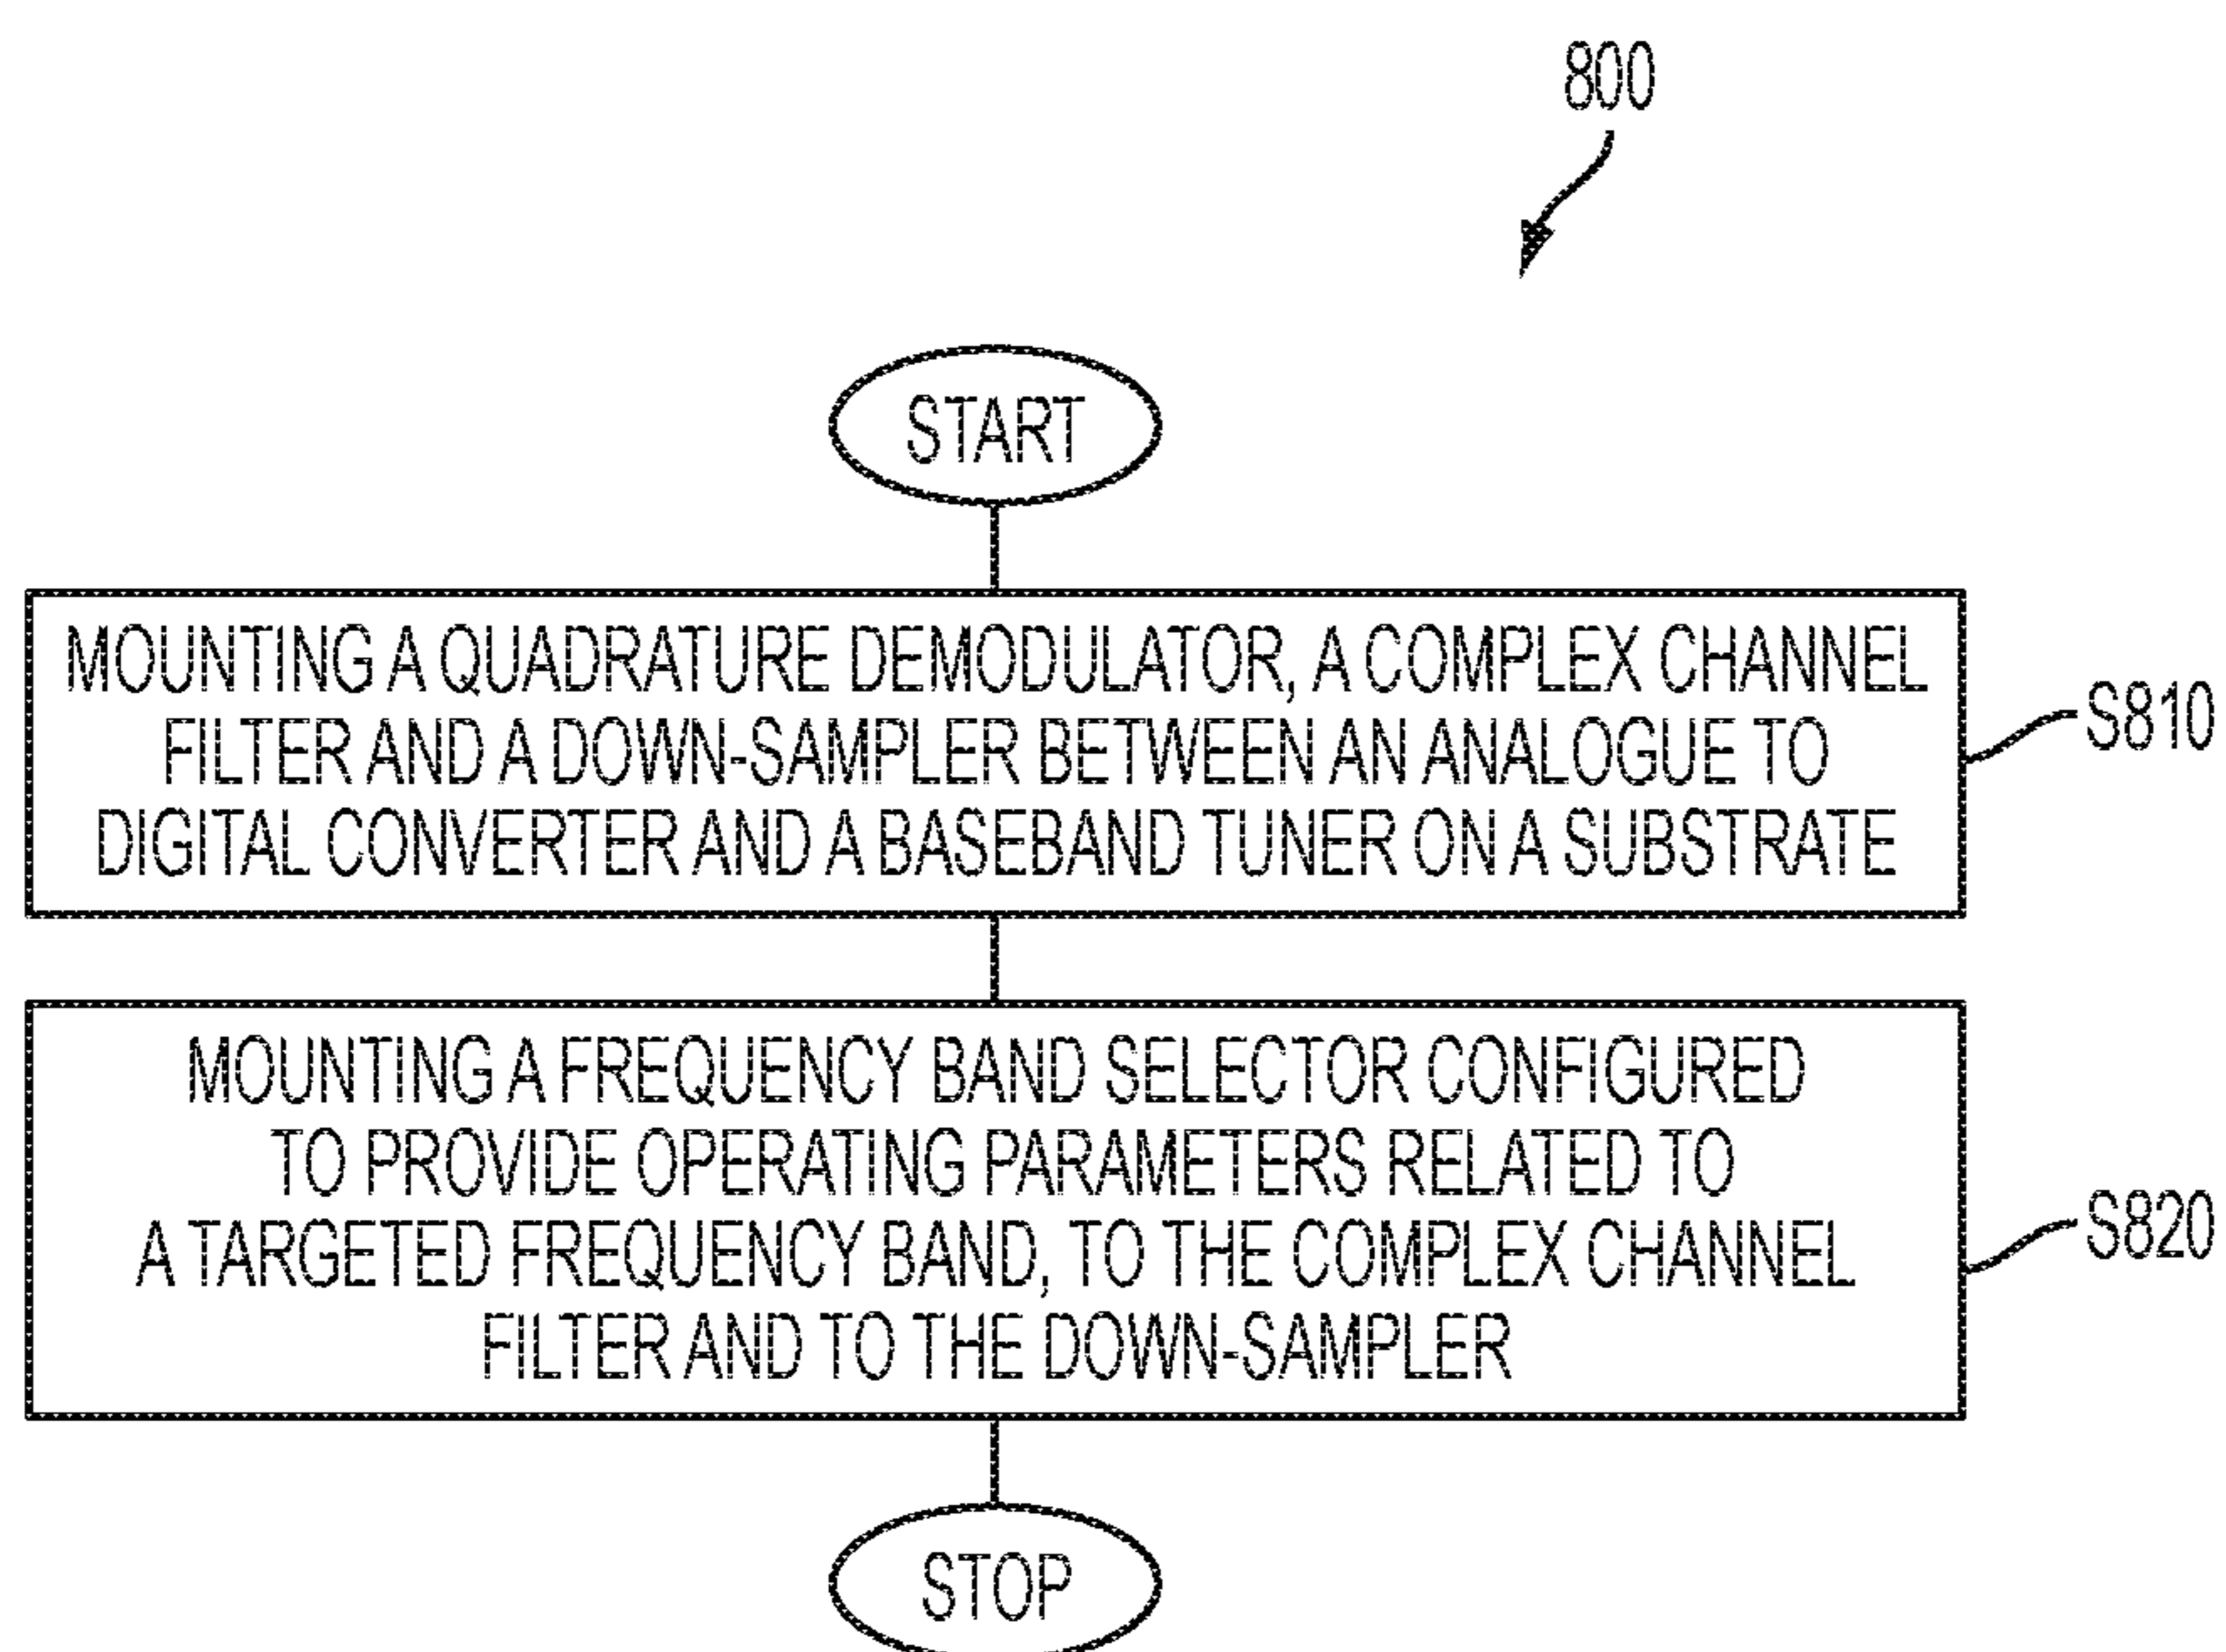 800
START
MOUNTING A QUADRATURE DEMODULATOR, A COMPLEX CHANNEL
FILTER AND A DOWN-SAMPLER BETWEEN AN ANALOGUE TO
DIGITAL CONVERTER AND A BASEBAND TUNER ON A SUBSTRATE
S810
MOUNTING A FREQUENCY BAND SELECTOR CONFIGURED
TO PROVIDE OPERATING PARAMETERS RELATED TO
A TARGETED FREQUENCY BAND, TO THE COMPLEX CHANNEL
FILTER AND TO THE DOWN-SAMPLER
S820
STOP